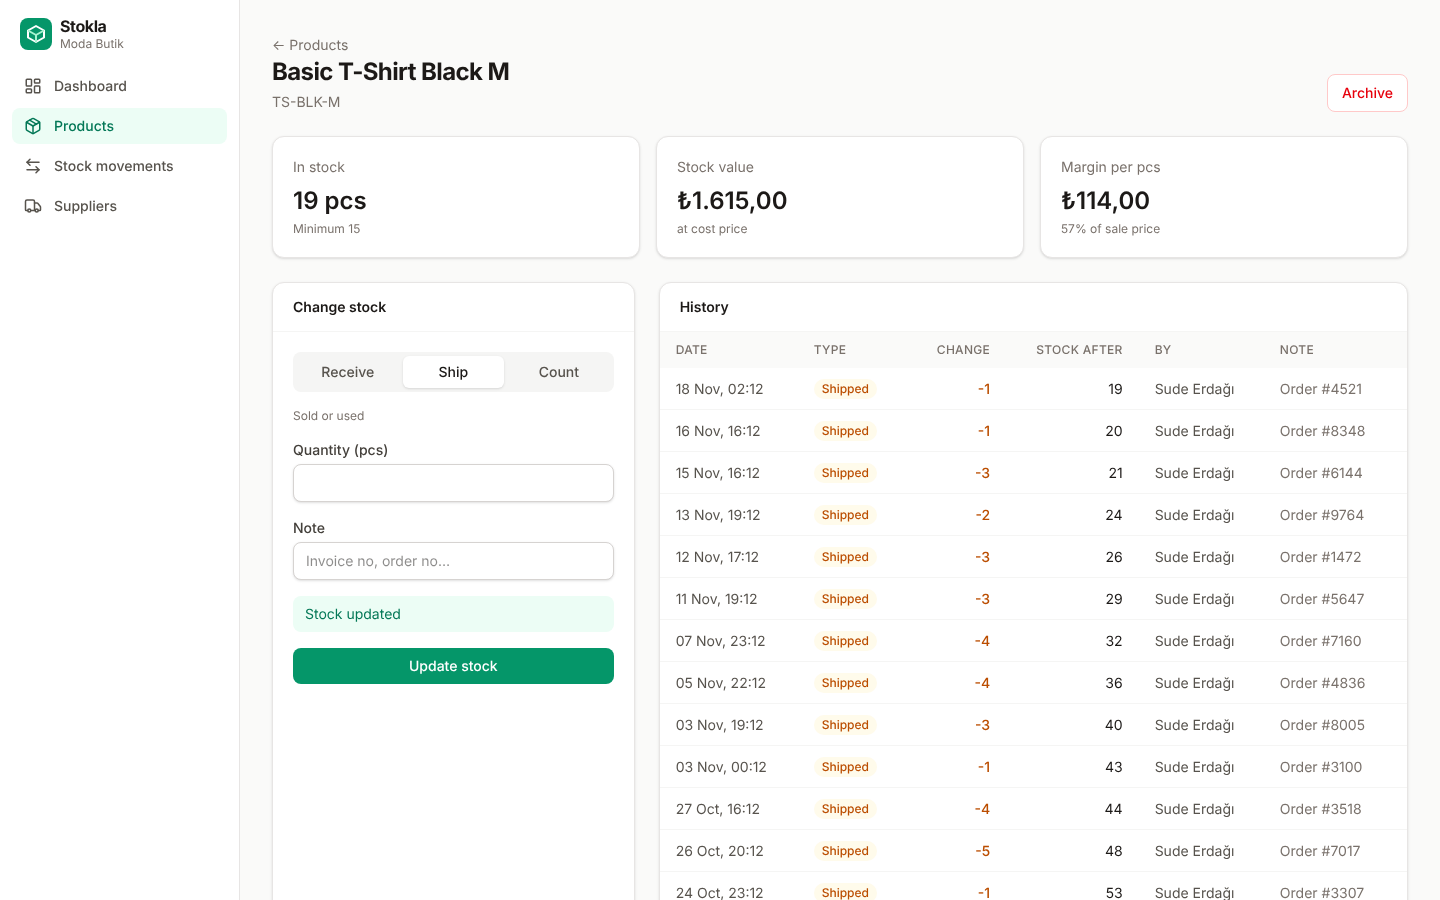 Stokla
Moda Butik
Dashboard
Products
Stock movements
Suppliers
← Products
Basic T-Shirt Black M
TS-BLK-M
Archive
In stock
19 pcs
Minimum 15
Stock value
₺1.615,00
at cost price
Margin per pcs
₺114,00
57% of sale price
Change stock
Receive Ship Count
Sold or used
Quantity (pcs)
Note
Invoice no, order no...
Stock updated
Update stock
History
DATE TYPE CHANGE STOCK AFTER BY NOTE
18 Nov, 02:12 Shipped -1 19 Sude Erdağı Order #4521
16 Nov, 16:12 Shipped -1 20 Sude Erdağı Order #8348
15 Nov, 16:12 Shipped -3 21 Sude Erdağı Order #6144
13 Nov, 19:12 Shipped -2 24 Sude Erdağı Order #9764
12 Nov, 17:12 Shipped -3 26 Sude Erdağı Order #1472
11 Nov, 19:12 Shipped -3 29 Sude Erdağı Order #5647
07 Nov, 23:12 Shipped -4 32 Sude Erdağı Order #7160
05 Nov, 22:12 Shipped -4 36 Sude Erdağı Order #4836
03 Nov, 19:12 Shipped -3 40 Sude Erdağı Order #8005
03 Nov, 00:12 Shipped -1 43 Sude Erdağı Order #3100
27 Oct, 16:12 Shipped -4 44 Sude Erdağı Order #3518
26 Oct, 20:12 Shipped -5 48 Sude Erdağı Order #7017
24 Oct, 23:12 Shipped -1 53 Sude Erdağı Order #3307